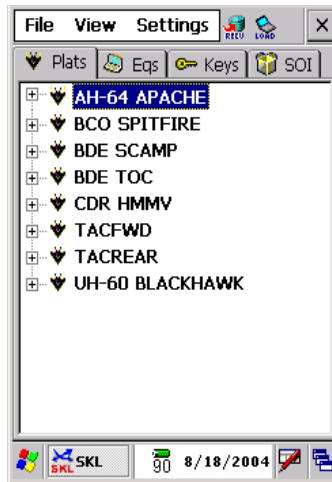 File View Settings RECV LOAD X
Plats Eqs Keys SOI
AH-64 APACHE
BCO SPITFIRE
BDE SCAMP
BDE TOC
CDR HMMV
TACFWD
TACREAR
UH-60 BLACKHAWK
SKL SKL 90 8/18/2004